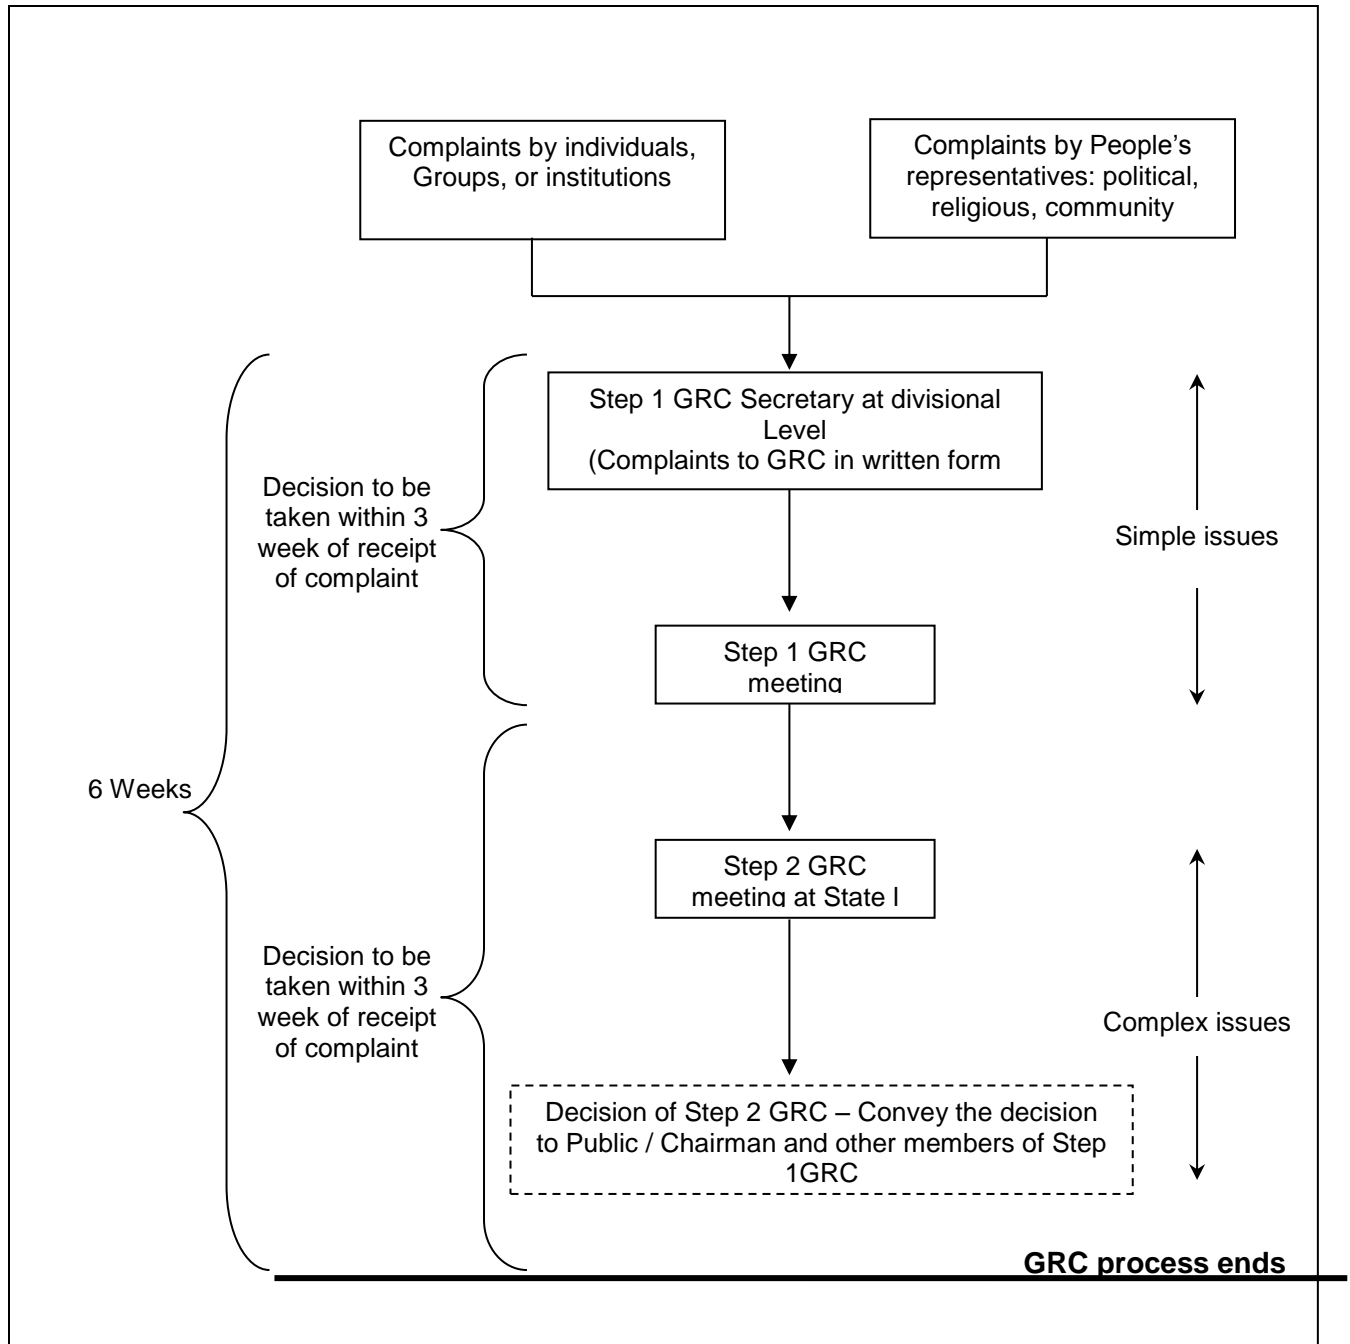 Complaints by individuals,
Groups, or institutions
Complaints by People’s
representatives: political,
religious, community
Step 1 GRC Secretary at divisional
Level
(Complaints to GRC in written form
Decision to be
taken within 3
week of receipt
of complaint
Simple issues
Step 1 GRC
meeting
6 Weeks
Step 2 GRC
meeting at State l
Decision to be
taken within 3
week of receipt
of complaint
Complex issues
Decision of Step 2 GRC – Convey the decision
to Public / Chairman and other members of Step
1GRC
GRC process ends